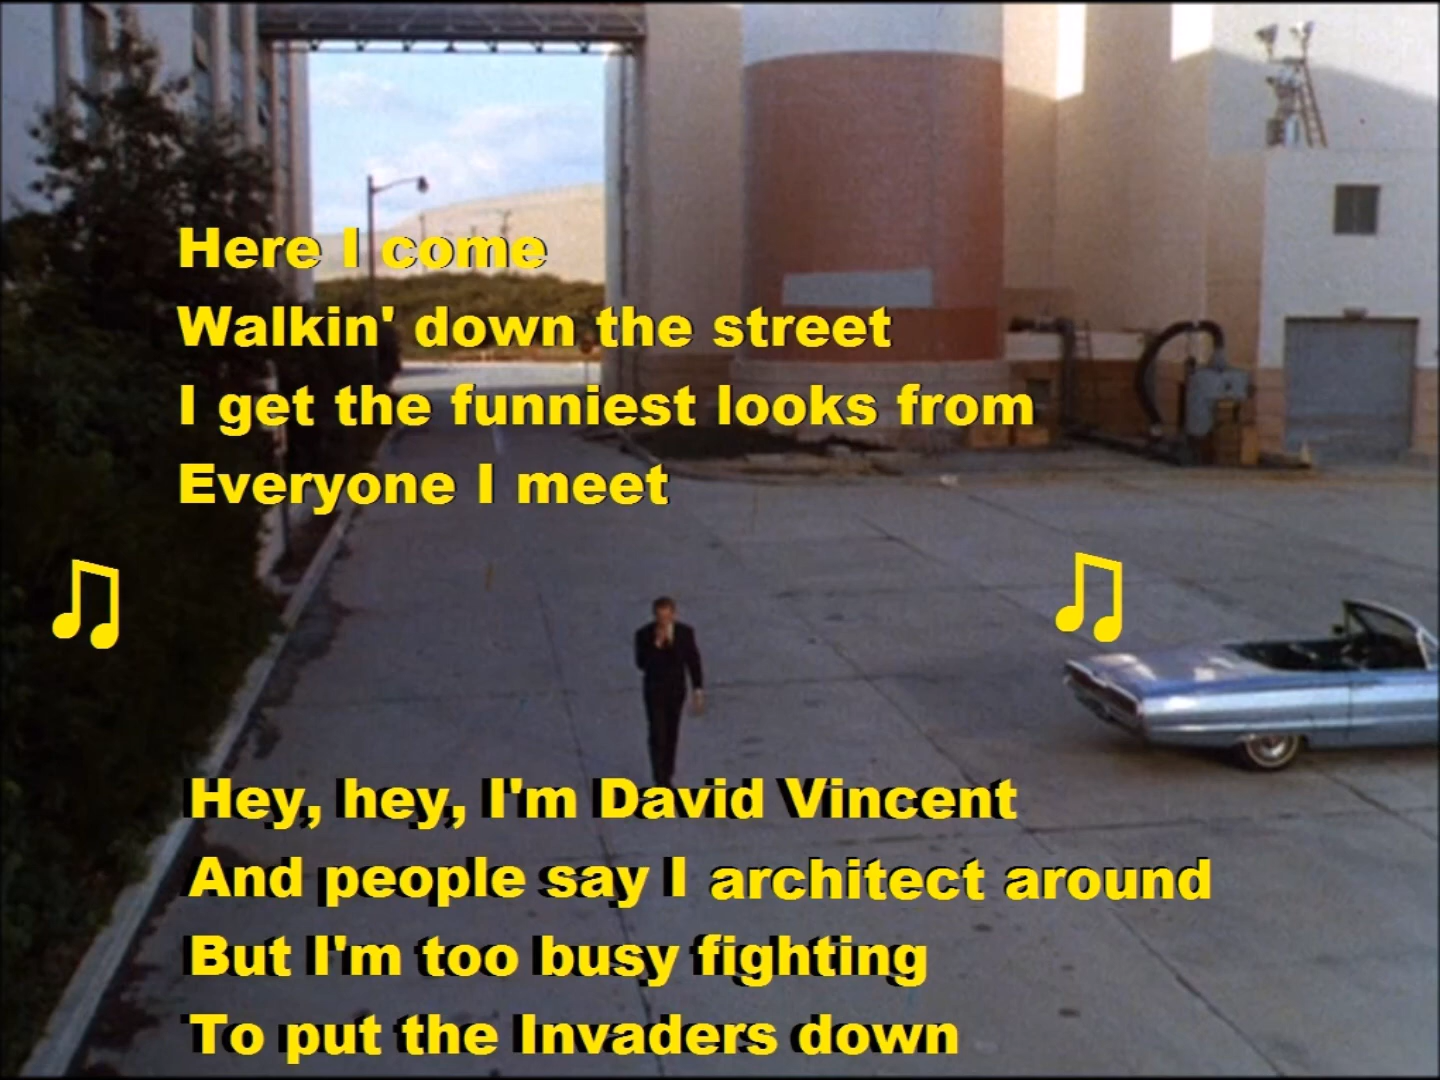 Here I come
Walkin' down the street
I get the funniest looks from
Everyone I meet
♫ ♫
Hey, hey, I'm David Vincent
And people say I architect around
But I'm too busy fighting
To put the Invaders down